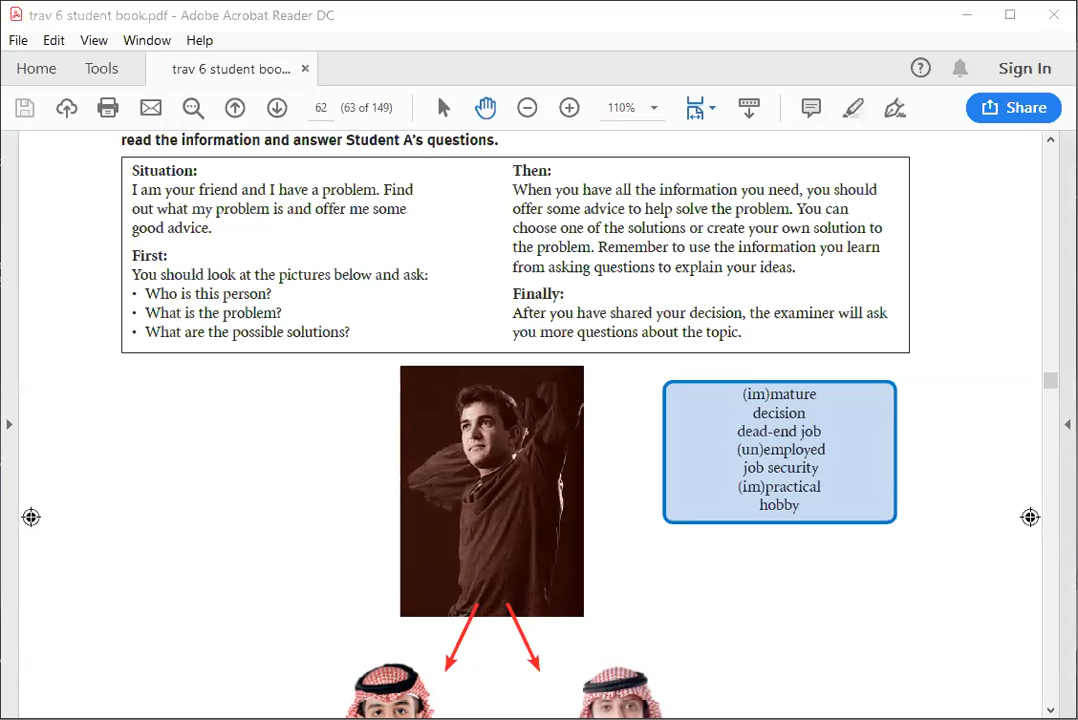 trav 6 student book.pdf - Adobe Acrobat Reader DC
File Edit View Window Help
Home Tools trav 6 student boo... × Sign In
62 (63 of 149) 110% Share
read the information and answer Student A's questions.
Situation:
I am your friend and I have a problem. Find
out what my problem is and offer me some
good advice.
First:
You should look at the pictures below and ask:
• Who is this person?
• What is the problem?
• What are the possible solutions?
Then:
When you have all the information you need, you should
offer some advice to help solve the problem. You can
choose one of the solutions or create your own solution to
the problem. Remember to use the information you learn
from asking questions to explain your ideas.
Finally:
After you have shared your decision, the examiner will ask
you more questions about the topic.
(im)mature
decision
dead-end job
(un)employed
job security
(im)practical
hobby